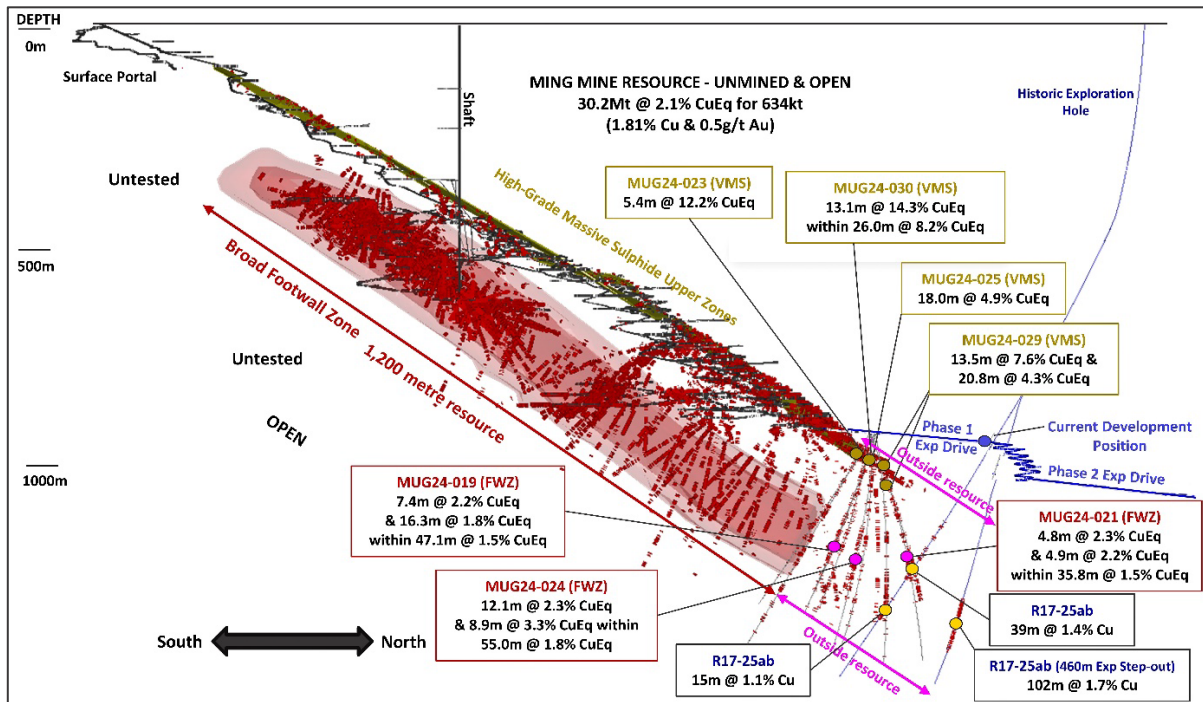 DEPTH
0m
Surface Portal
Shaft
MING MINE RESOURCE - UNMINED & OPEN
30.2Mt @ 2.1% CuEq for 634kt
(1.81% Cu & 0.5g/t Au)
Historic Exploration
Hole
Untested
High-Grade Massive Sulphide Upper Zones
MUG24-023 (VMS)
5.4m @ 12.2% CuEq
MUG24-030 (VMS)
13.1m @ 14.3% CuEq
within 26.0m @ 8.2% CuEq
500m
Broad Footwall Zone 1,200 metre resource
MUG24-025 (VMS)
18.0m @ 4.9% CuEq
Untested
MUG24-029 (VMS)
13.5m @ 7.6% CuEq &
20.8m @ 4.3% CuEq
OPEN
Phase 1
Exp Drive
Current Development
Position
Outside resource
Phase 2 Exp Drive
1000m
MUG24-019 (FWZ)
7.4m @ 2.2% CuEq
& 16.3m @ 1.8% CuEq
within 47.1m @ 1.5% CuEq
MUG24-021 (FWZ)
4.8m @ 2.3% CuEq
& 4.9m @ 2.2% CuEq
within 35.8m @ 1.5% CuEq
MUG24-024 (FWZ)
12.1m @ 2.3% CuEq
& 8.9m @ 3.3% CuEq within
55.0m @ 1.8% CuEq
South
North
Outside resource
R17-25ab
39m @ 1.4% Cu
R17-25ab
15m @ 1.1% Cu
R17-25ab (460m Exp Step-out)
102m @ 1.7% Cu